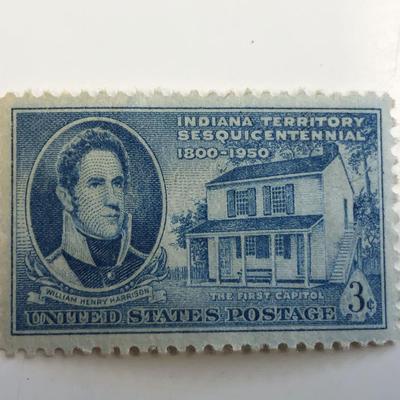 INDIANA TERRITORY
SESQUICENTENNIAL
1800-1950
WILLIAM HENRY HARRISON
THE FIRST CAPITOL
3¢
UNITED STATES POSTAGE